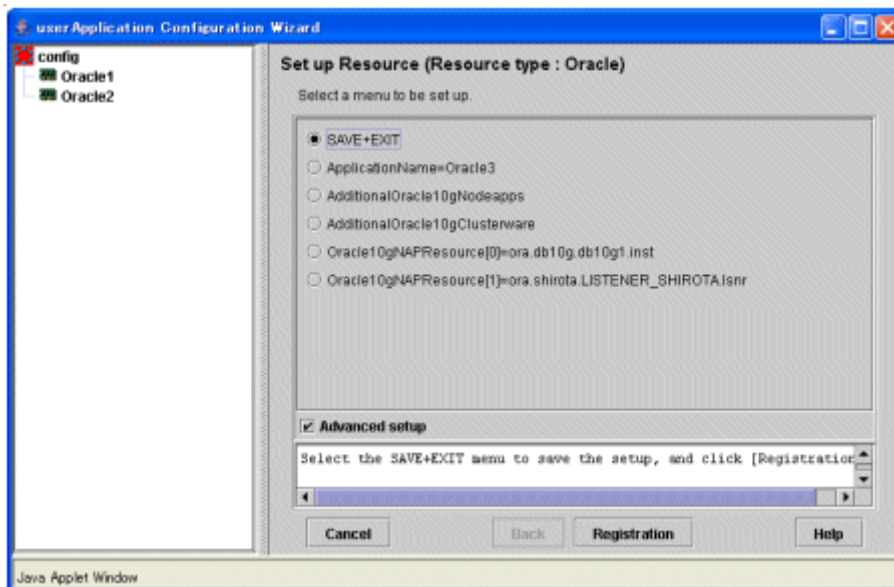 userApplication Configuration Wizard
config
Oracle1
Oracle2
Set up Resource (Resource type : Oracle)
Select a menu to be set up.
SAVE+EXIT
ApplicationName=Oracle3
AdditionalOracle10gNodeapps
AdditionalOracle10gClusterware
Oracle10gNAPResource[0]=ora.db10g.db10g1.inst
Oracle10gNAPResource[1]=ora.shirota.LISTENER_SHIROTA.lsnr
Advanced setup
Select the SAVE+EXIT menu to save the setup, and click [Registration
Cancel
Back
Registration
Help
Java Applet Window